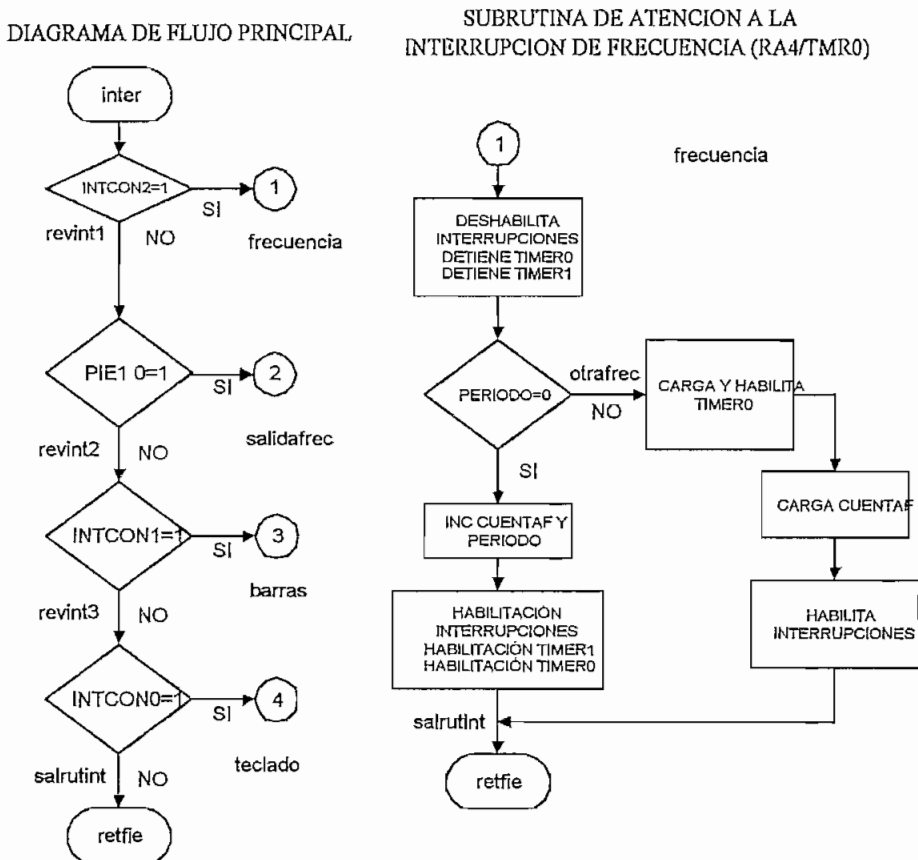 DIAGRAMA DE FLUJO PRINCIPAL
inter
INTCON2=1
SI
1
revint1
NO
frecuencia
PIE1 0=1
SI
2
salidafrec
revint2
NO
INTCON1=1
SI
3
barras
revint3
NO
INTCON0=1
SI
4
teclado
salrutint
NO
retfie
SUBRUTINA DE ATENCION A LA
INTERRUPCION DE FRECUENCIA (RA4/TMR0)
1
frecuencia
DESHABILITA
INTERRUPCIONES
DETIENE TIMER0
DETIENE TIMER1
PERIODO=0
otrafrec
NO
CARGA Y HABILITA
TIMER0
SI
CARGA CUENTAF
INC CUENTAF Y
PERIODO
HABILITA
INTERRUPCIONES
HABILITACIÓN
INTERRUPCIONES
HABILITACIÓN TIMER1
HABILITACIÓN TIMER0
salrutint
retfie